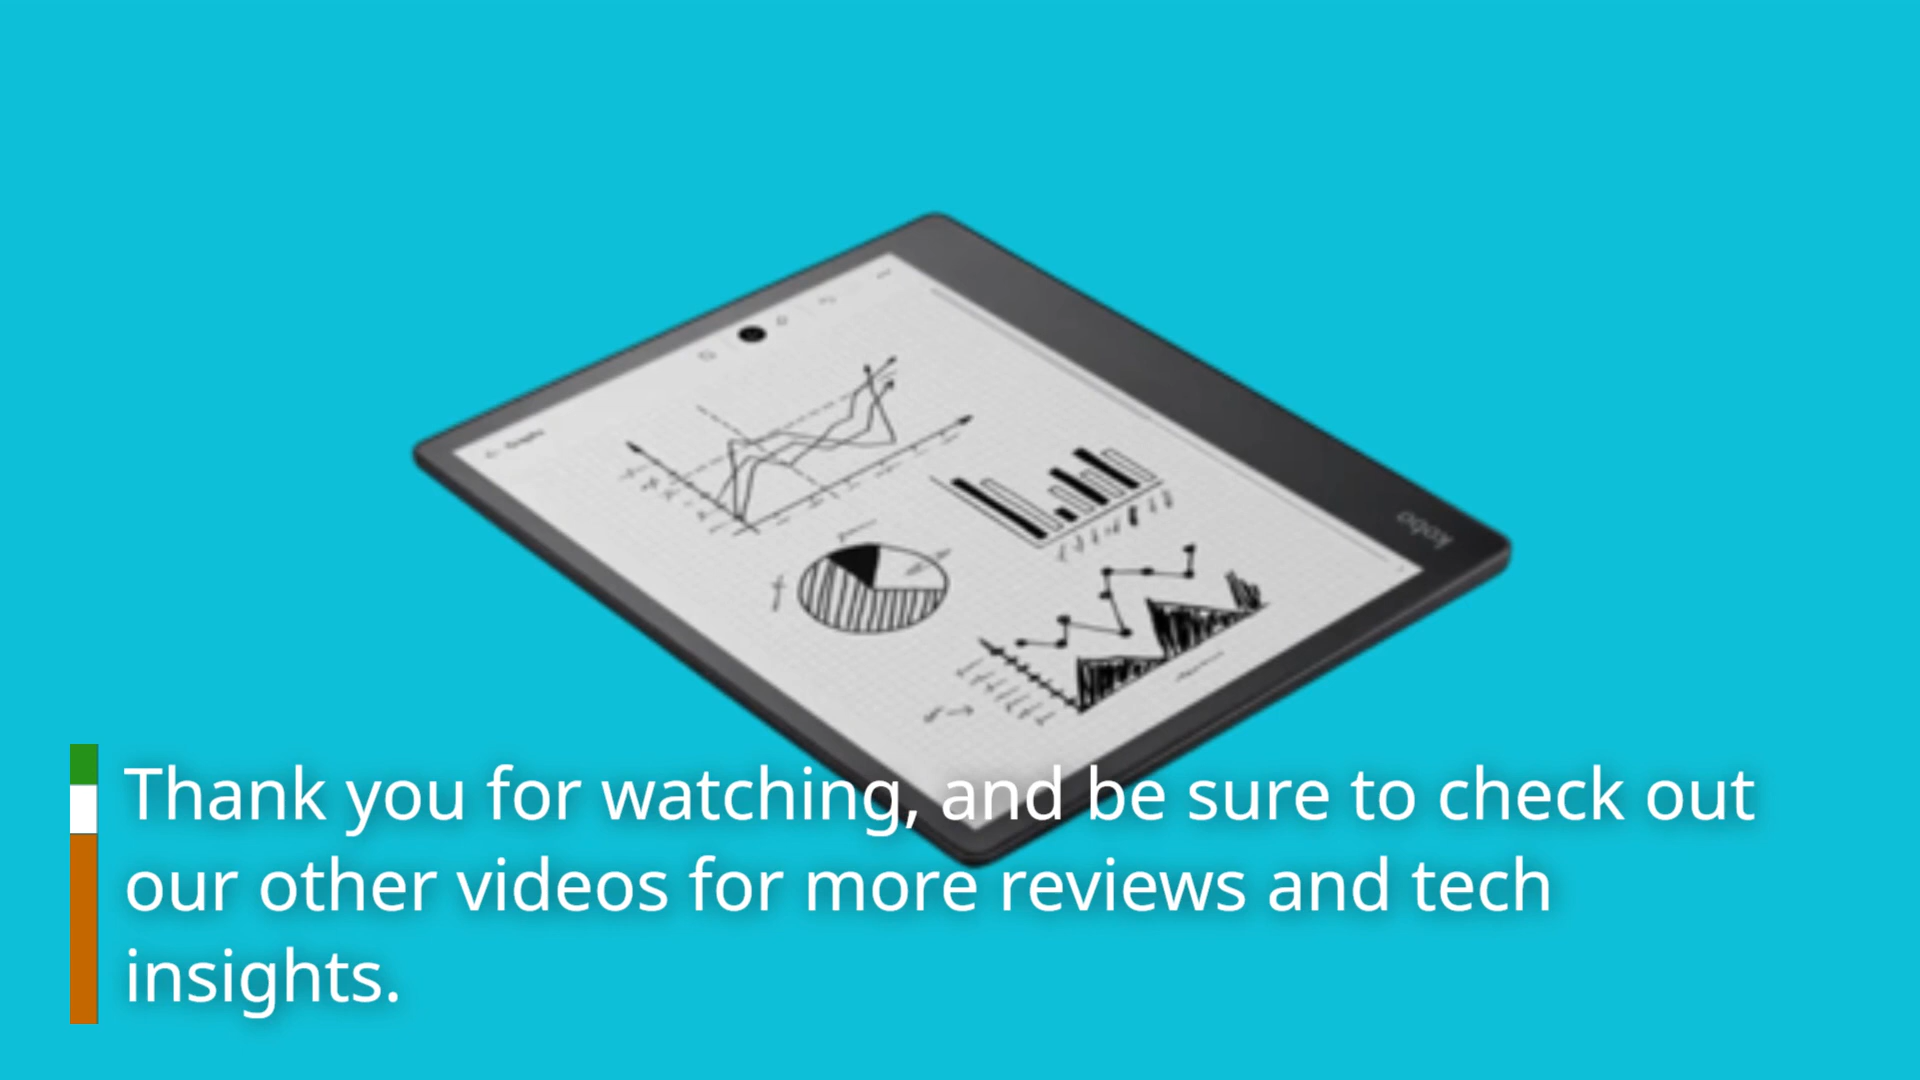 kobo
Thank you for watching, and be sure to check out
our other videos for more reviews and tech
insights.